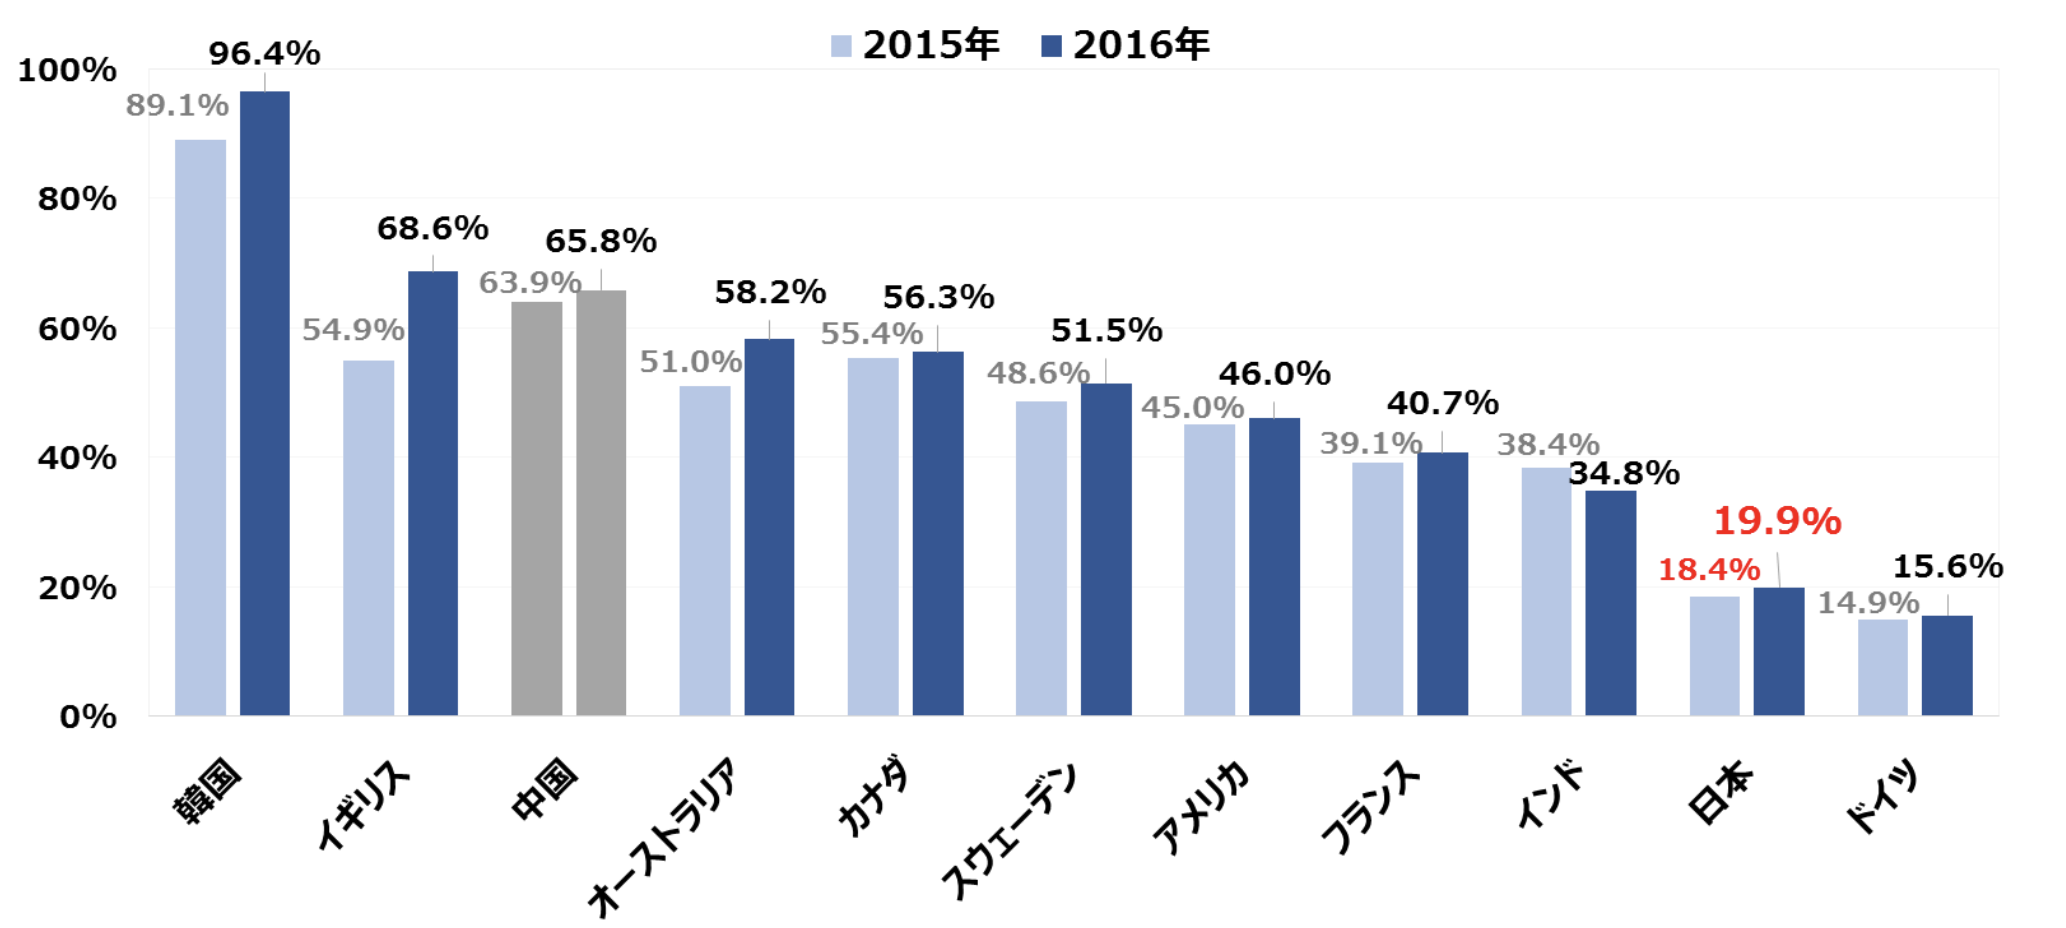 2015年 2016年
100%
80%
60%
40%
20%
0%
89.1% 96.4%
54.9% 68.6%
63.9% 65.8%
51.0% 58.2%
55.4% 56.3%
48.6% 51.5%
45.0% 46.0%
39.1% 40.7%
38.4% 34.8%
18.4% 19.9%
14.9% 15.6%
韓国
イギリス
中国
オーストラリア
カナダ
スウェーデン
アメリカ
フランス
インド
日本
ドイツ